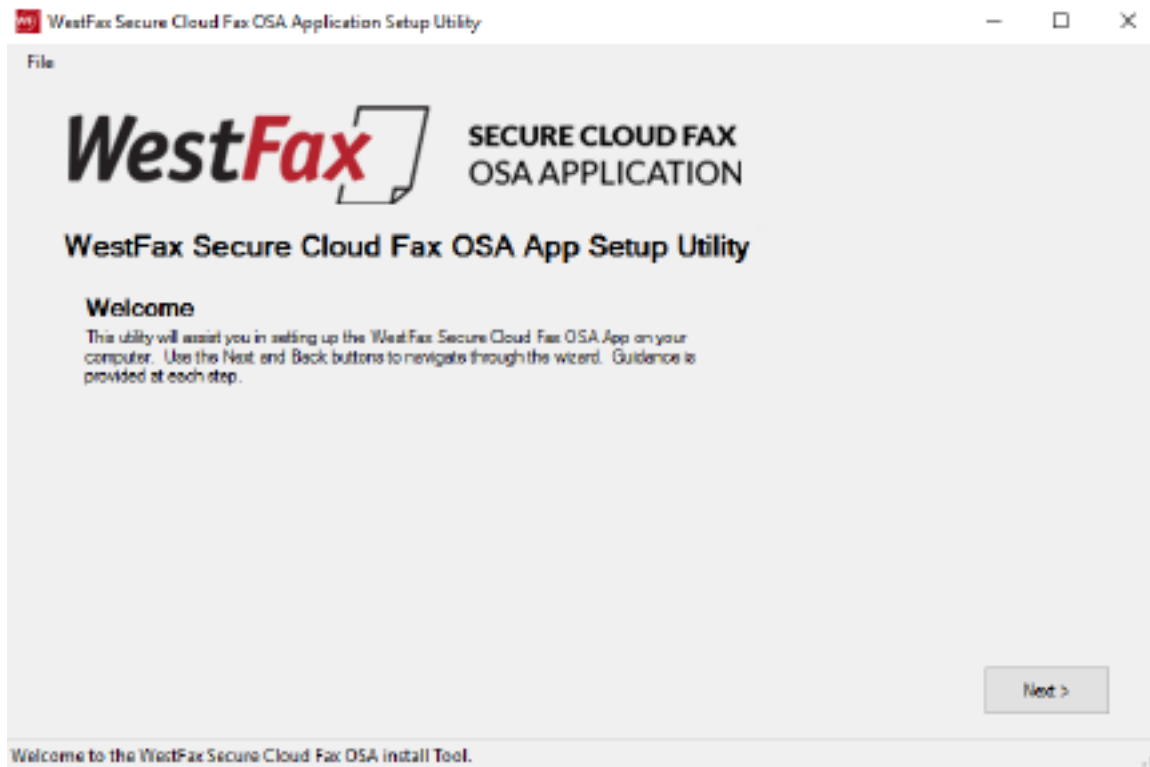 WestFax Secure Cloud Fax OSA Application Setup Utility
File
WestFax
SECURE CLOUD FAX
OSA APPLICATION
WestFax Secure Cloud Fax OSA App Setup Utility
Welcome
This utility will assist you in setting up the WestFax Secure Cloud Fax OSA App on your
computer. Use the Next and Back buttons to navigate through the wizard. Guidance is
provided at each step.
Next >
Welcome to the WestFax Secure Cloud Fax OSA install Tool.